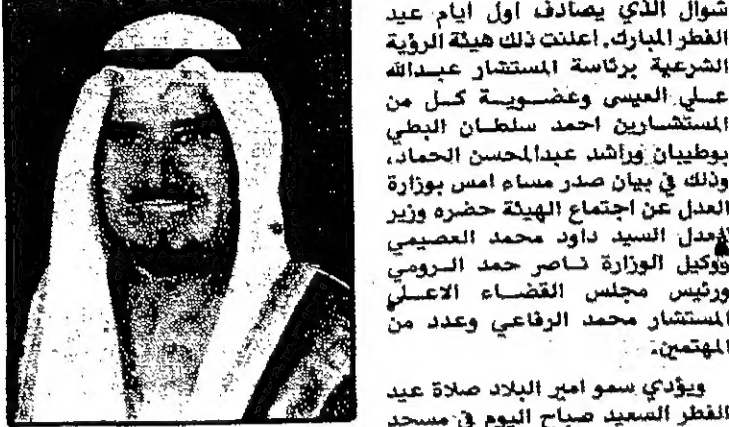 شوال الذي يصادف اول ايام عيد
الفطر المبارك. اعلنت ذلك هيئة الرؤية
الشرعية برئاسة المستشار عبدالله
علي العيسى وعضوية كل من
المستشارين احمد سلطان البطي
بوطيبان وراشد عبدالمحسن الحماد،
وذلك في بيان صدر مساء امس بوزارة
العدل عن اجتماع الهيئة حضره وزير
العدل السيد داود محمد العصيمي
ووكيل الوزارة ناصر حمد الرومي
ورئيس مجلس القضاء الاعلى
المستشار محمد الرفاعي وعدد من
المهتمين.
ويؤدي سمو امير البلاد صلاة عيد
الفطر السعيد صباح اليوم في مسجد